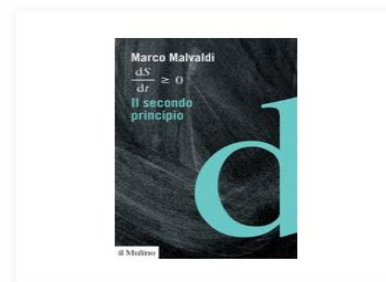 Marco Malvaldi
dS
dt ≥ 0
Il secondo
principio
d
il Mulino